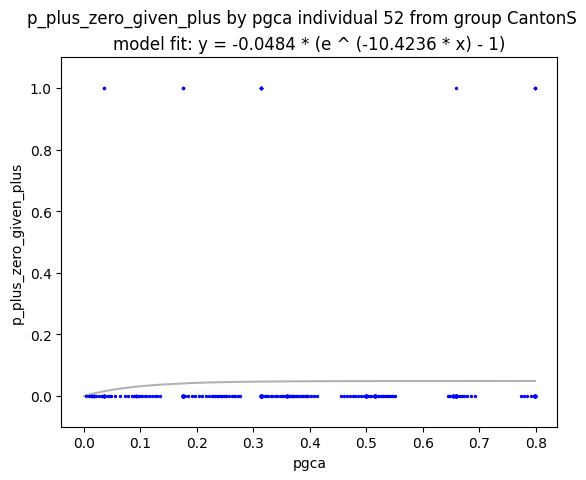 p_plus_zero_given_plus by pgca individual 52 from group CantonS
model fit: y = -0.0484 * (e ^ (-10.4236 * x) - 1)
1.0
0.8
0.6
0.4
0.2
0.0
p_plus_zero_given_plus
0.0 0.1 0.2 0.3 0.4 0.5 0.6 0.7 0.8
pgca